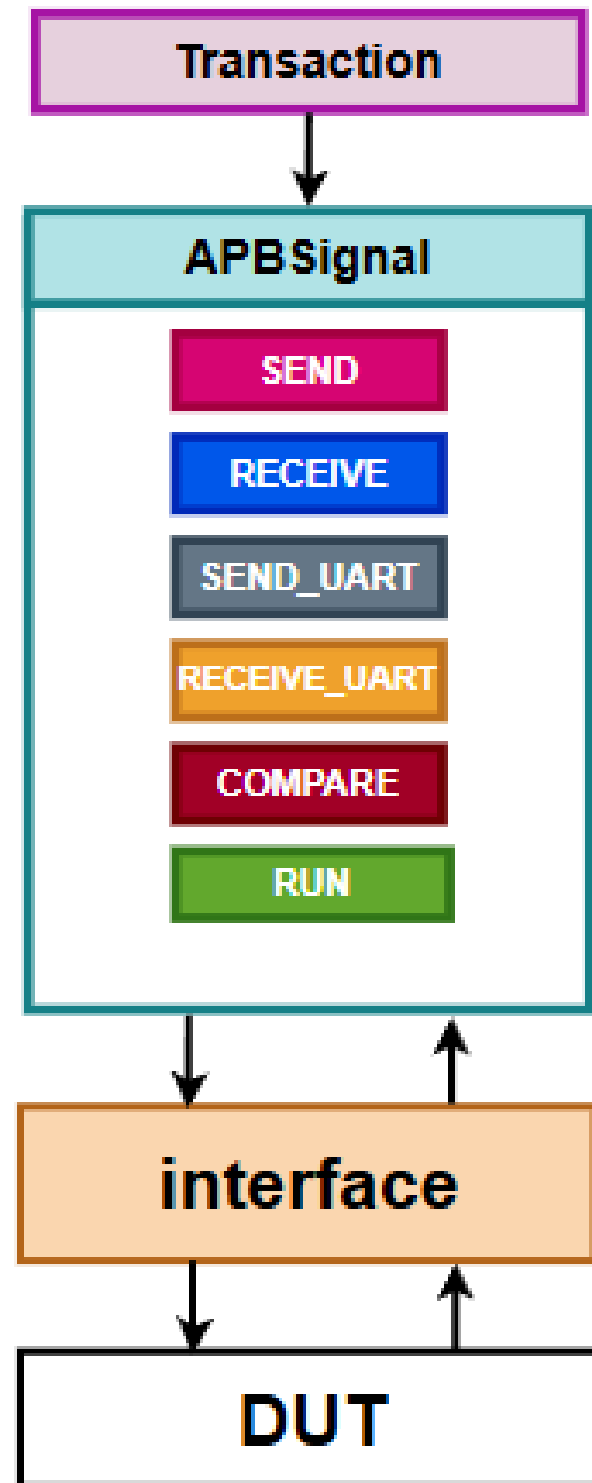 Transaction
APBSignal
SEND
RECEIVE
SEND_UART
RECEIVE_UART
COMPARE
RUN
interface
DUT